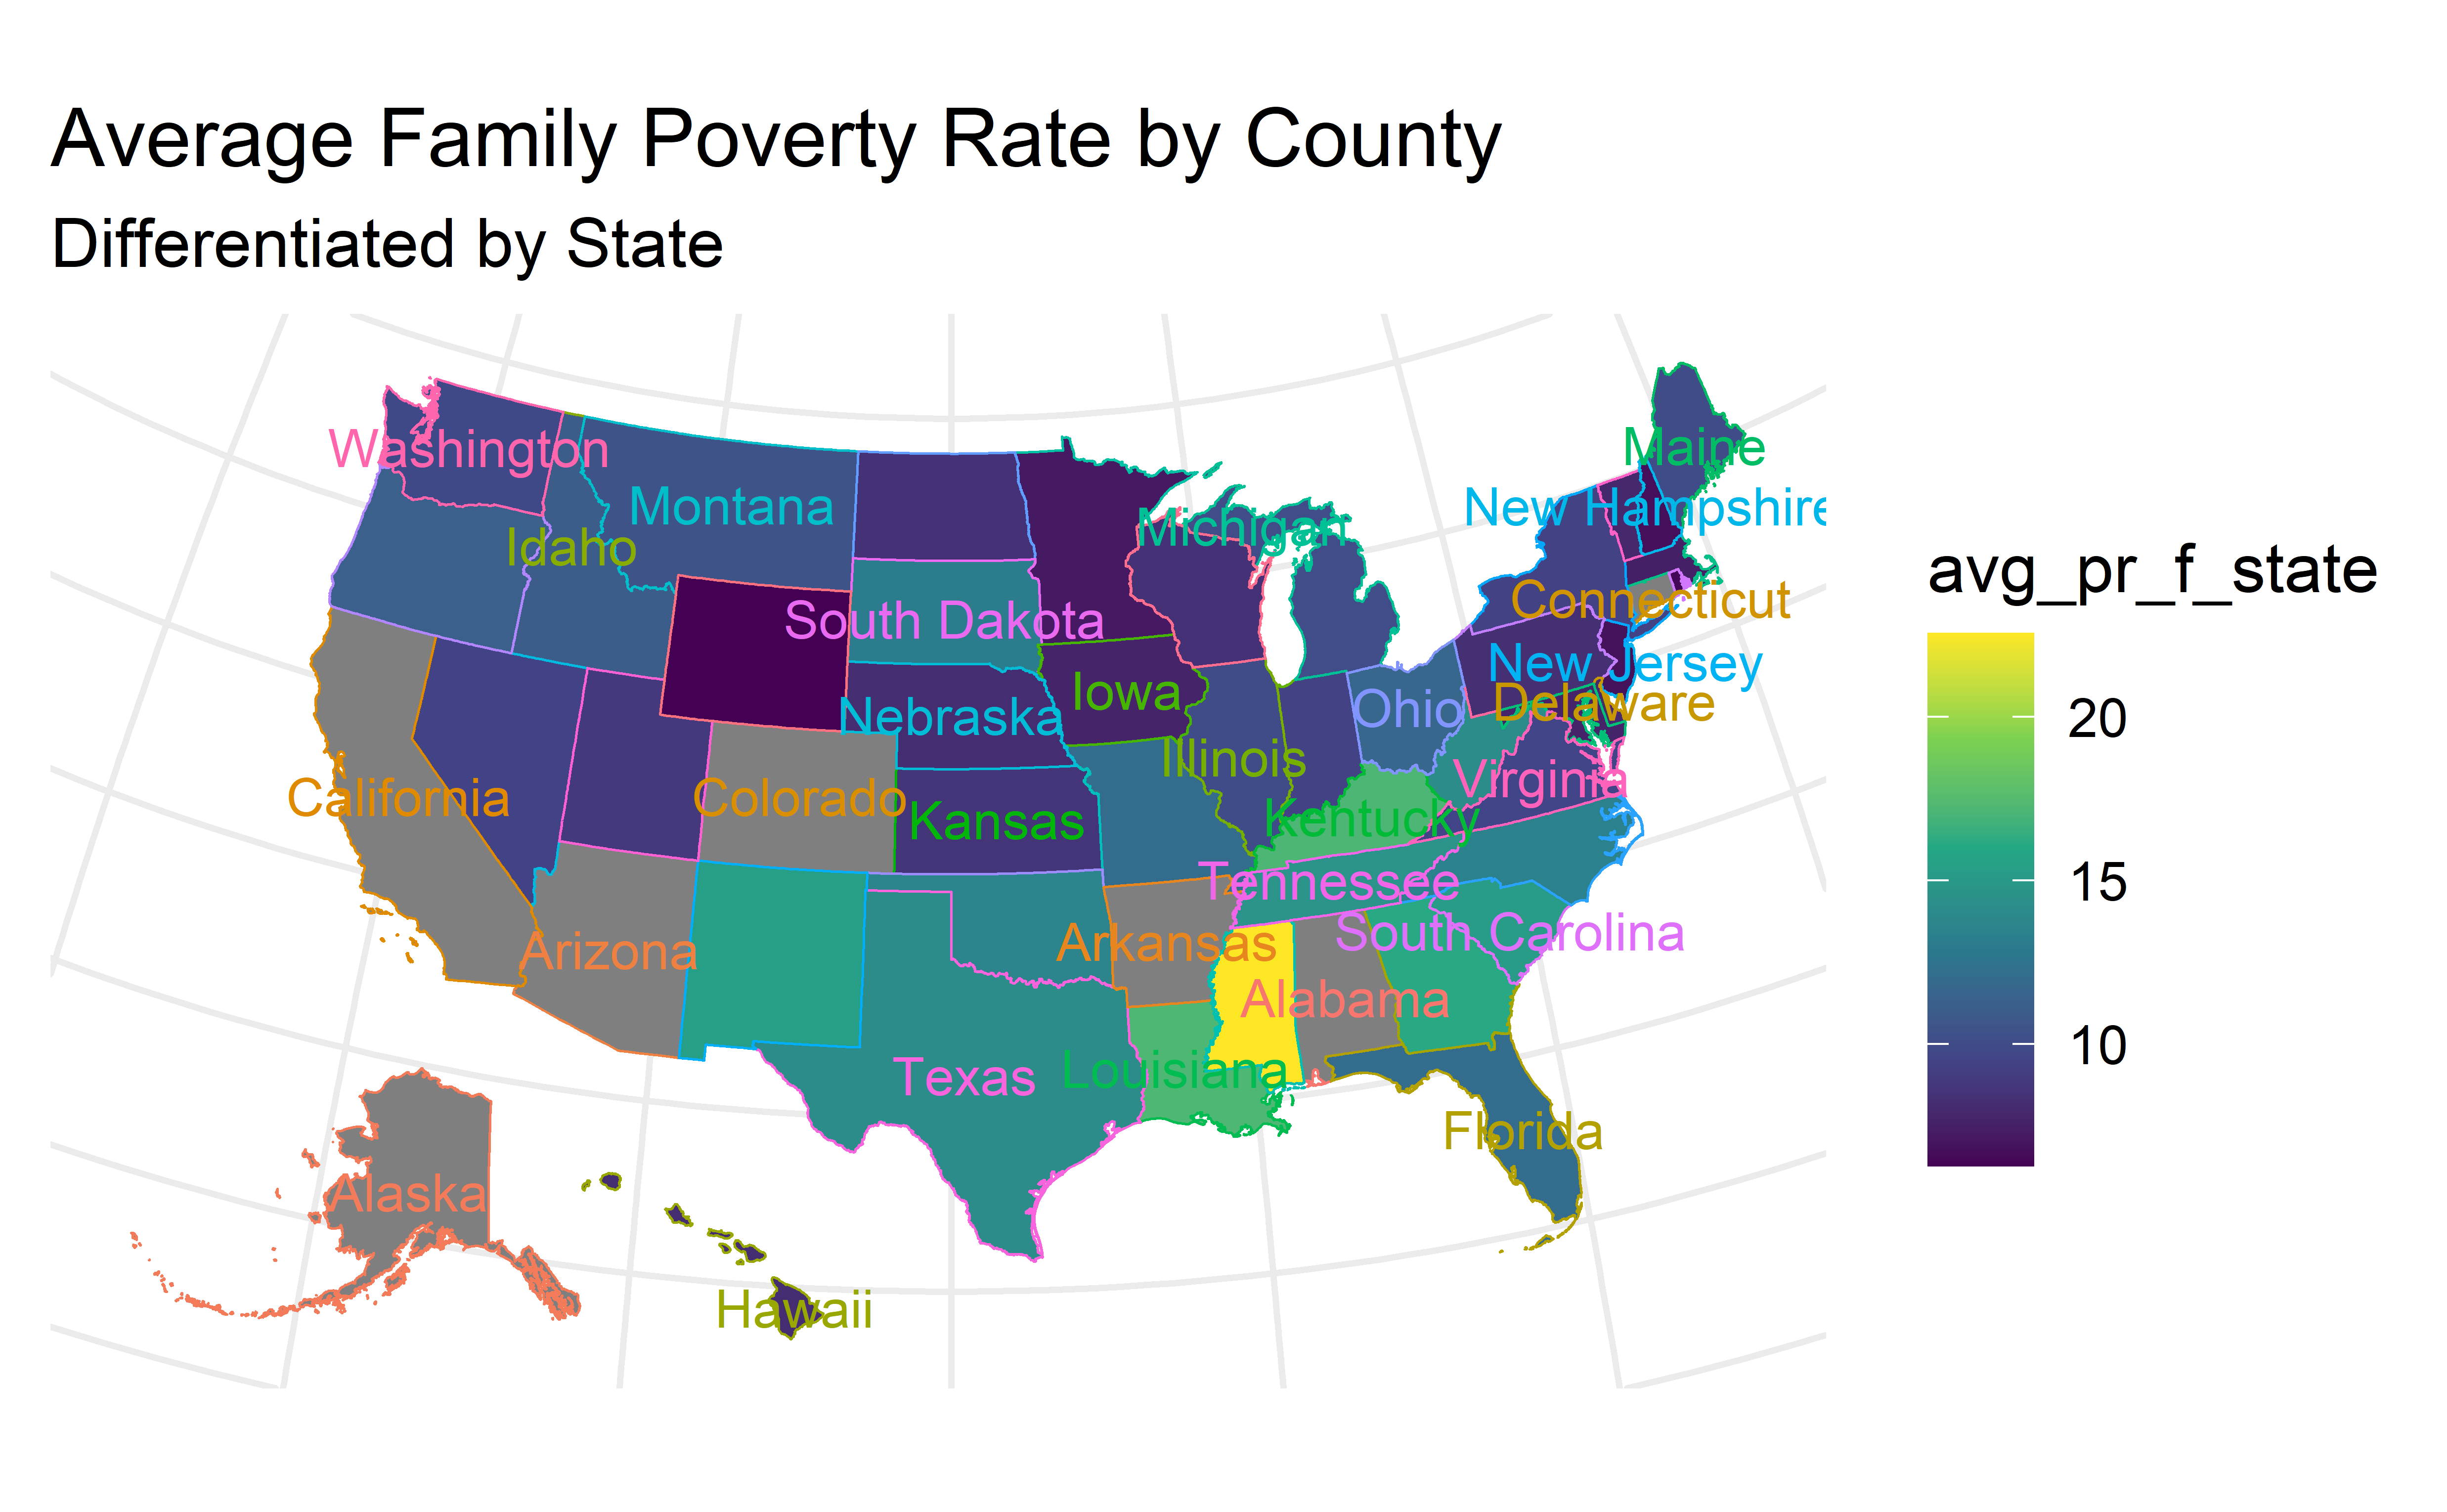 Average Family Poverty Rate by County
Differentiated by State
Washington
Maine
Montana
New Hampshire
Michigan
Idaho
Connecticut
South Dakota
New Jersey
Iowa
Delaware
Ohio
Nebraska
Illinois
Virginia
California
Colorado
Kansas
Kentucky
Tennessee
South Carolina
Arkansas
Arizona
Alabama
Louisiana
Texas
Florida
Alaska
Hawaii
avg_pr_f_state
20
15
10